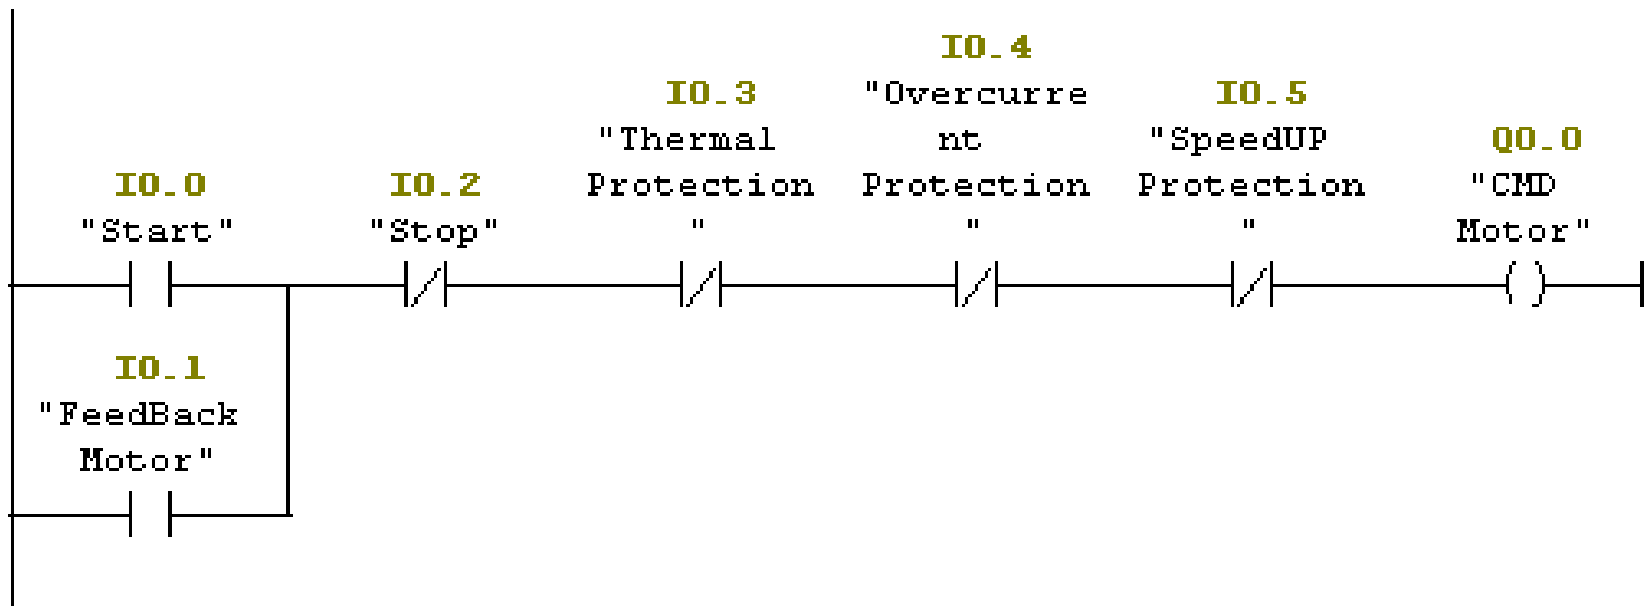 I0.0
"Start"
I0.2
"Stop"
I0.3
"Thermal
Protection
"
I0.4
"Overcurre
nt
Protection
"
I0.5
"SpeedUP
Protection
"
Q0.0
"CMD
Motor"
I0.1
"FeedBack
Motor"